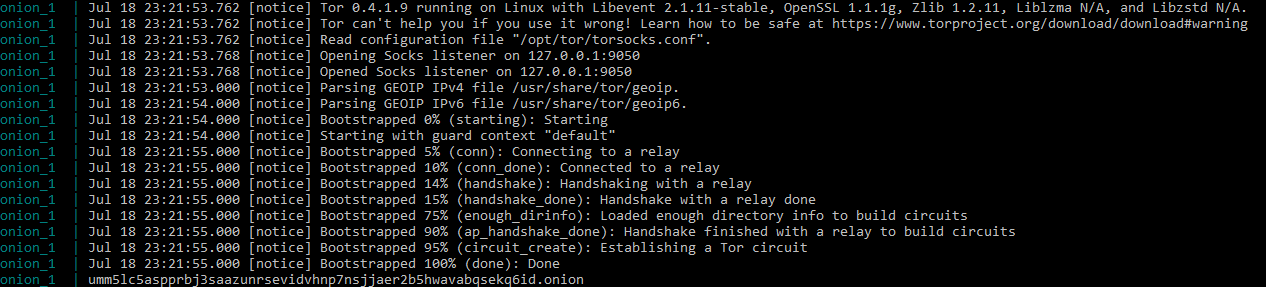 onion_1 | Jul 18 23:21:53.762 [notice] Tor 0.4.1.9 running on Linux with Libevent 2.1.11-stable, OpenSSL 1.1.1g, Zlib 1.2.11, Liblzma N/A, and Libzstd N/A.
onion_1 | Jul 18 23:21:53.762 [notice] Tor can't help you if you use it wrong! Learn how to be safe at https://www.torproject.org/download/download#warning
onion_1 | Jul 18 23:21:53.762 [notice] Read configuration file "/opt/tor/torsocks.conf".
onion_1 | Jul 18 23:21:53.768 [notice] Opening Socks listener on 127.0.0.1:9050
onion_1 | Jul 18 23:21:53.768 [notice] Opened Socks listener on 127.0.0.1:9050
onion_1 | Jul 18 23:21:53.000 [notice] Parsing GEOIP IPv4 file /usr/share/tor/geoip.
onion_1 | Jul 18 23:21:54.000 [notice] Parsing GEOIP IPv6 file /usr/share/tor/geoip6.
onion_1 | Jul 18 23:21:54.000 [notice] Bootstrapped 0% (starting): Starting
onion_1 | Jul 18 23:21:54.000 [notice] Starting with guard context "default"
onion_1 | Jul 18 23:21:55.000 [notice] Bootstrapped 5% (conn): Connecting to a relay
onion_1 | Jul 18 23:21:55.000 [notice] Bootstrapped 10% (conn_done): Connected to a relay
onion_1 | Jul 18 23:21:55.000 [notice] Bootstrapped 14% (handshake): Handshaking with a relay
onion_1 | Jul 18 23:21:55.000 [notice] Bootstrapped 15% (handshake_done): Handshake with a relay done
onion_1 | Jul 18 23:21:55.000 [notice] Bootstrapped 75% (enough_dirinfo): Loaded enough directory info to build circuits
onion_1 | Jul 18 23:21:55.000 [notice] Bootstrapped 90% (ap_handshake_done): Handshake finished with a relay to build circuits
onion_1 | Jul 18 23:21:55.000 [notice] Bootstrapped 95% (circuit_create): Establishing a Tor circuit
onion_1 | Jul 18 23:21:55.000 [notice] Bootstrapped 100% (done): Done
onion_1 | umm5lc5aspprbj3saazunrsevidvhnp7nsjjaer2b5hwavabqsekq6id.onion